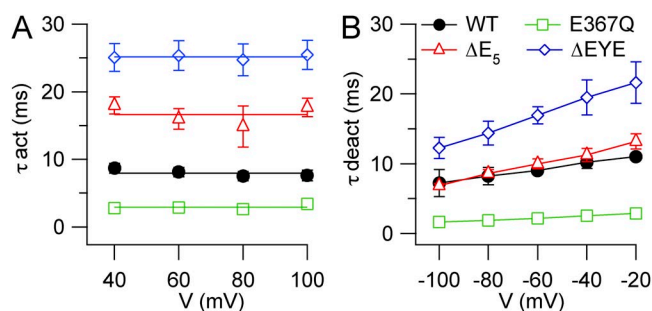 A
B
WT
E367Q
ΔE5
ΔEYE
30
20
10
0
τ act (ms)
40
60
80
100
V (mV)
30
20
10
0
τ deact (ms)
-100
-80
-60
-40
-20
V (mV)